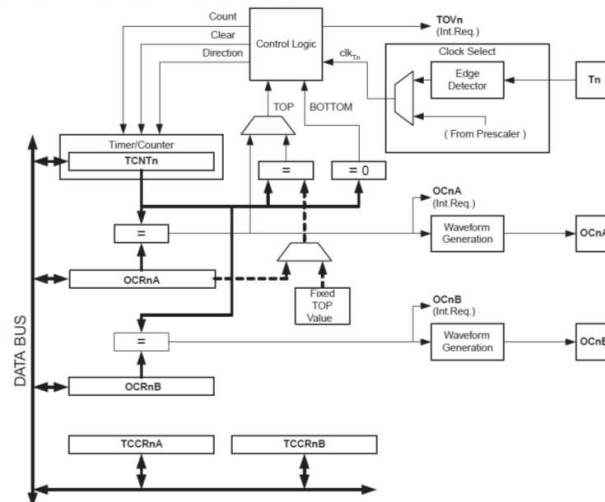 Count
TOVn
(Int.Req.)
Clear
Control Logic
clkTn
Clock Select
Direction
Edge
Detector
Tn
TOP
BOTTOM
( From Prescaler )
Timer/Counter
TCNTn
=
= 0
OCnA
(Int.Req.)
=
Waveform
Generation
OCnA
OCRnA
Fixed
TOP
Value
OCnB
(Int.Req.)
=
Waveform
Generation
OCnB
OCRnB
DATA BUS
TCCRnA
TCCRnB